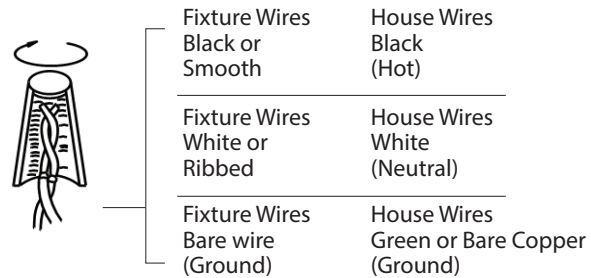 Fixture Wires House Wires
Black or Black
Smooth (Hot)
Fixture Wires House Wires
White or White
Ribbed (Neutral)
Fixture Wires House Wires
Bare wire Green or Bare Copper
(Ground) (Ground)